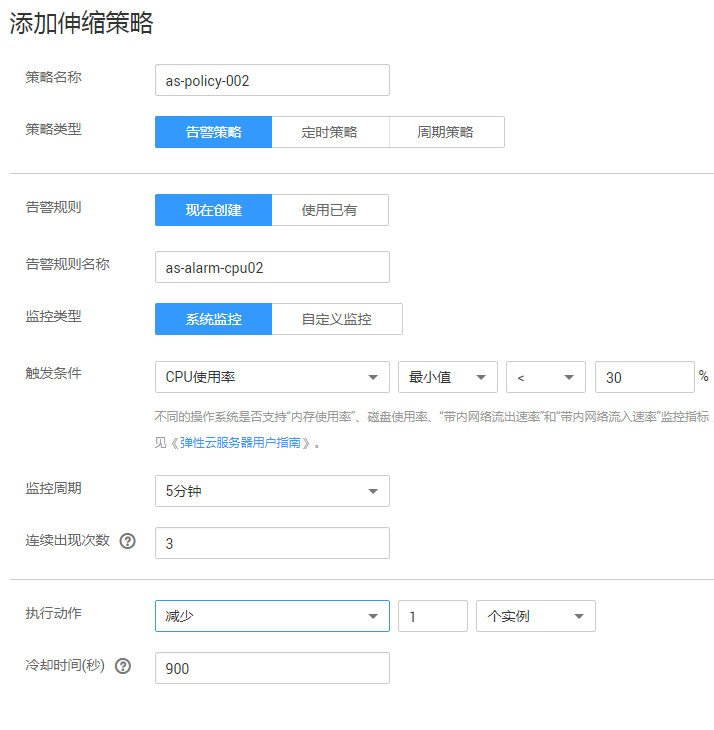 添加伸缩策略
策略名称 as-policy-002
策略类型 告警策略 定时策略 周期策略
告警规则 现在创建 使用已有
告警规则名称 as-alarm-cpu02
监控类型 系统监控 自定义监控
触发条件 CPU使用率 最小值 < 30 %
不同的操作系统是否支持“内存使用率”、磁盘使用率、“带内网络流出速率”和“带内网络流入速率”监控指标
见《弹性云服务器用户指南》。
监控周期 5分钟
连续出现次数 ? 3
执行动作 减少 1 个实例
冷却时间(秒) ? 900